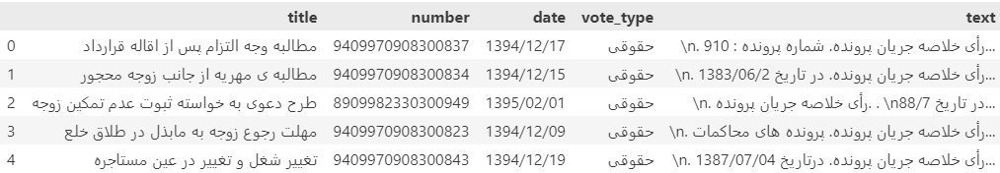 title number date vote_type text
0 مطالبه وجه التزام پس از اقاله قرارداد 9409970908300837 1394/12/17 حقوقی \n. 910 : رأی خلاصه جریان پرونده. شماره پرونده...
1 مطالبه ی مهریه از جانب زوجه محجور 9409970908300834 1394/12/15 حقوقی \n. 1383/06/2 رأی خلاصه جریان پرونده. در تاریخ...
2 طرح دعوی به خواسته ثبوت عدم تمکین زوجه 8909982330300949 1395/02/01 حقوقی \n. رأی خلاصه جریان پرونده. . \n88/7 در تاریخ...
3 مهلت رجوع زوجه به مابذل در طلاق خلع 9409970908300823 1394/12/09 حقوقی \n. رأی خلاصه جریان پرونده. پرونده های محاکمات...
4 تغییر شغل و تغییر در عین مستاجره 9409970908300843 1394/12/19 حقوقی \n. 1387/07/04 رأی خلاصه جریان پرونده. درتاریخ...